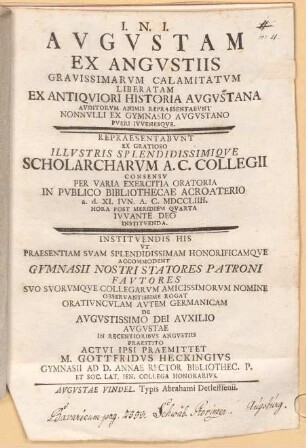 I. N. I.
AVGVSTAM
EX ANGVSTIIS
GRAVISSIMARVM CALAMITATVM
LIBERATAM
EX ANTIQVIORI HISTORIA AVGVSTANA
AVDITORVM ANIMIS REPRAESENTABVNT
NONNVLLI EX GYMNASIO AVGVSTANO
PVERI IVVENESQVE.
REPRAESENTABVNT
EX GRATIOSO
ILLVSTRIS SPLENDIDISSIMIQVE
SCHOLARCHARVM A. C. COLLEGII
CONSENSV
PER VARIA EXERCITIA ORATORIA
IN PVBLICO BIBLIOTHECAE ACROATERIO
a. d. XI. IVN. A. C. MDCCLIIII.
HORA POST MERIDIEM QVARTA
IVVANTE DEO
INSTITVENDA.
INSTITVENDIS HIS
VT
PRAESENTIAM SVAM SPLENDIDISSIMAM HONORIFICAMQVE
ACCOMMODENT
GYMNASII NOSTRI STATORES PATRONI
FAVTORES
SVO SVORVMQVE COLLEGARVM AMICISSIMORVM NOMINE
OBSERVANTISSIME ROGAT
ORATIVNCVLAM AVTEM GERMANICAM
DE
AVGVSTISSIMO DEI AVXILIO
AVGVSTAE
IN RECENTIORIBVS ANGVSTIIS
PRAESTITO
ACTVI IPSI PRAEMITTET
M. GOTTFRIDVS HECKINGIVS
GYMNASII AD D. ANNAE RECTOR BIBLIOTHEC. P.
ET SOC. LAT. IEN. COLLEGA HONORARIVS.
AVGVSTAE VINDEL. Typis Abrahami Detleffsenii.
Bavaricum pag. 2393. Augsburg.